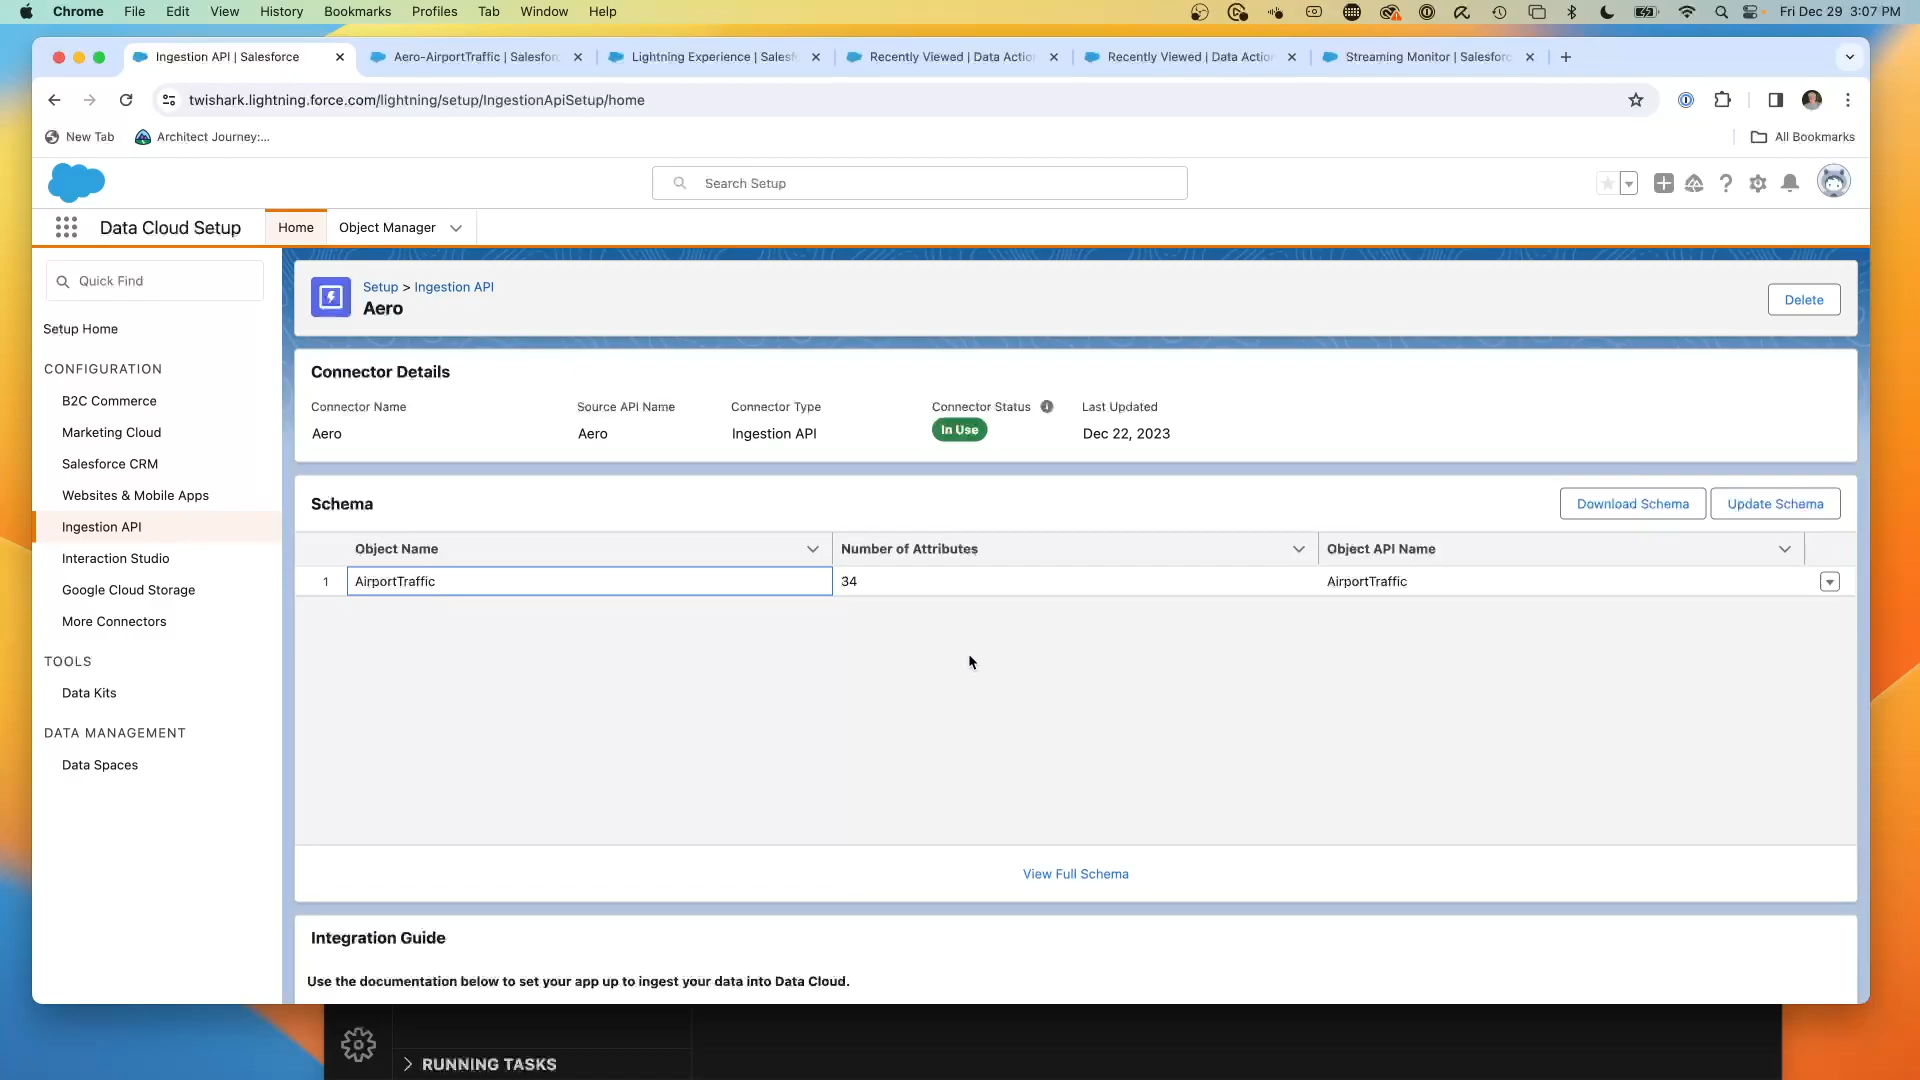 Chrome File Edit View History Bookmarks Profiles Tab Window Help Fri Dec 29 3:07 PM
Ingestion API | Salesforce Aero-AirportTraffic | Salesforc Lightning Experience | Salesf Recently Viewed | Data Action Recently Viewed | Data Action Streaming Monitor | Salesforc
twishark.lightning.force.com/lightning/setup/IngestionApiSetup/home
New Tab Architect Journey:... All Bookmarks
Search Setup
Data Cloud Setup Home Object Manager
Quick Find
Setup Home
CONFIGURATION
B2C Commerce
Marketing Cloud
Salesforce CRM
Websites & Mobile Apps
Ingestion API
Interaction Studio
Google Cloud Storage
More Connectors
TOOLS
Data Kits
DATA MANAGEMENT
Data Spaces
Setup > Ingestion API
Aero
Delete
Connector Details
Connector Name Source API Name Connector Type Connector Status Last Updated
Aero Aero Ingestion API In Use Dec 22, 2023
Schema Download Schema Update Schema
Object Name Number of Attributes Object API Name
1 AirportTraffic 34 AirportTraffic
View Full Schema
Integration Guide
Use the documentation below to set your app up to ingest your data into Data Cloud.
RUNNING TASKS